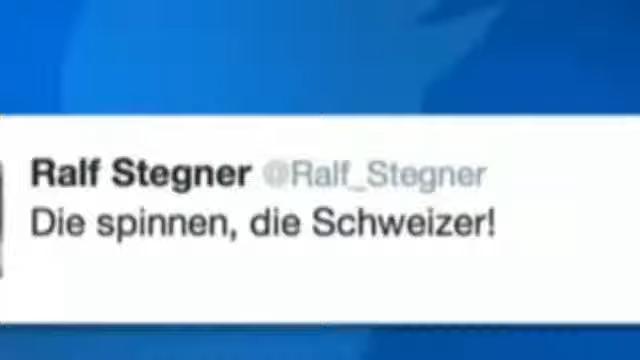 Ralf Stegner @Ralf_Stegner
Die spinnen, die Schweizer!